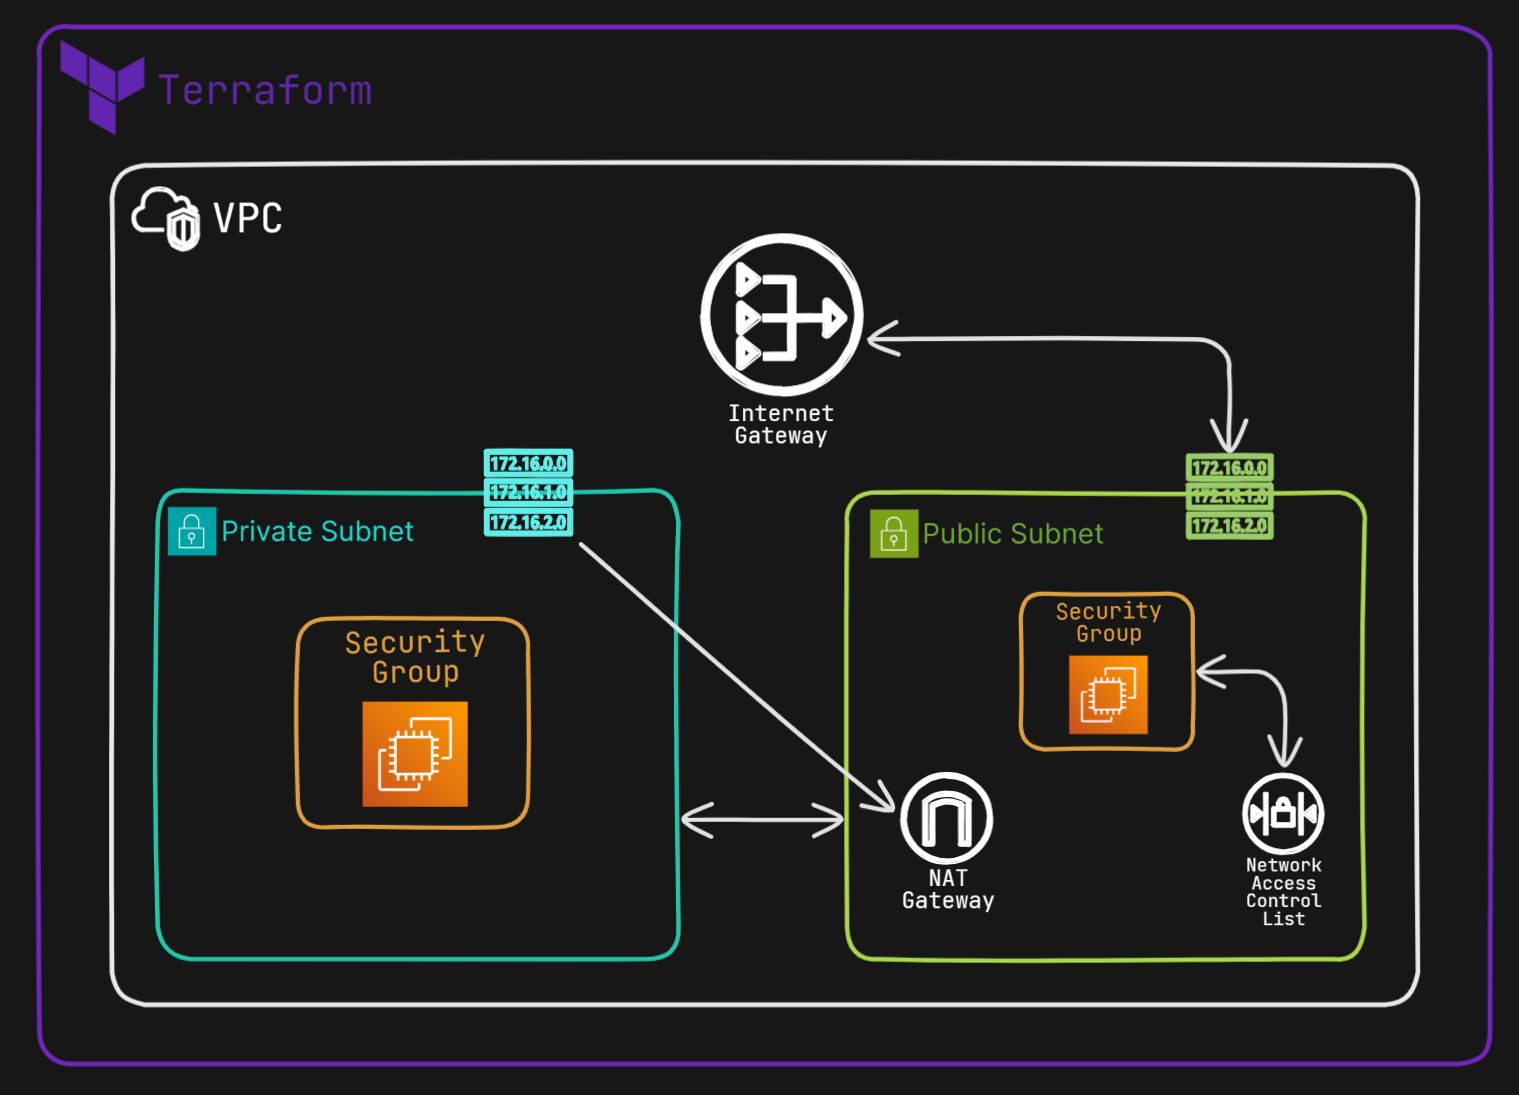 Terraform
VPC
Internet
Gateway
172.16.0.0
172.16.1.0
172.16.2.0
Private Subnet
Security
Group
172.16.0.0
172.16.1.0
172.16.2.0
Public Subnet
Security
Group
NAT
Gateway
Network
Access
Control
List